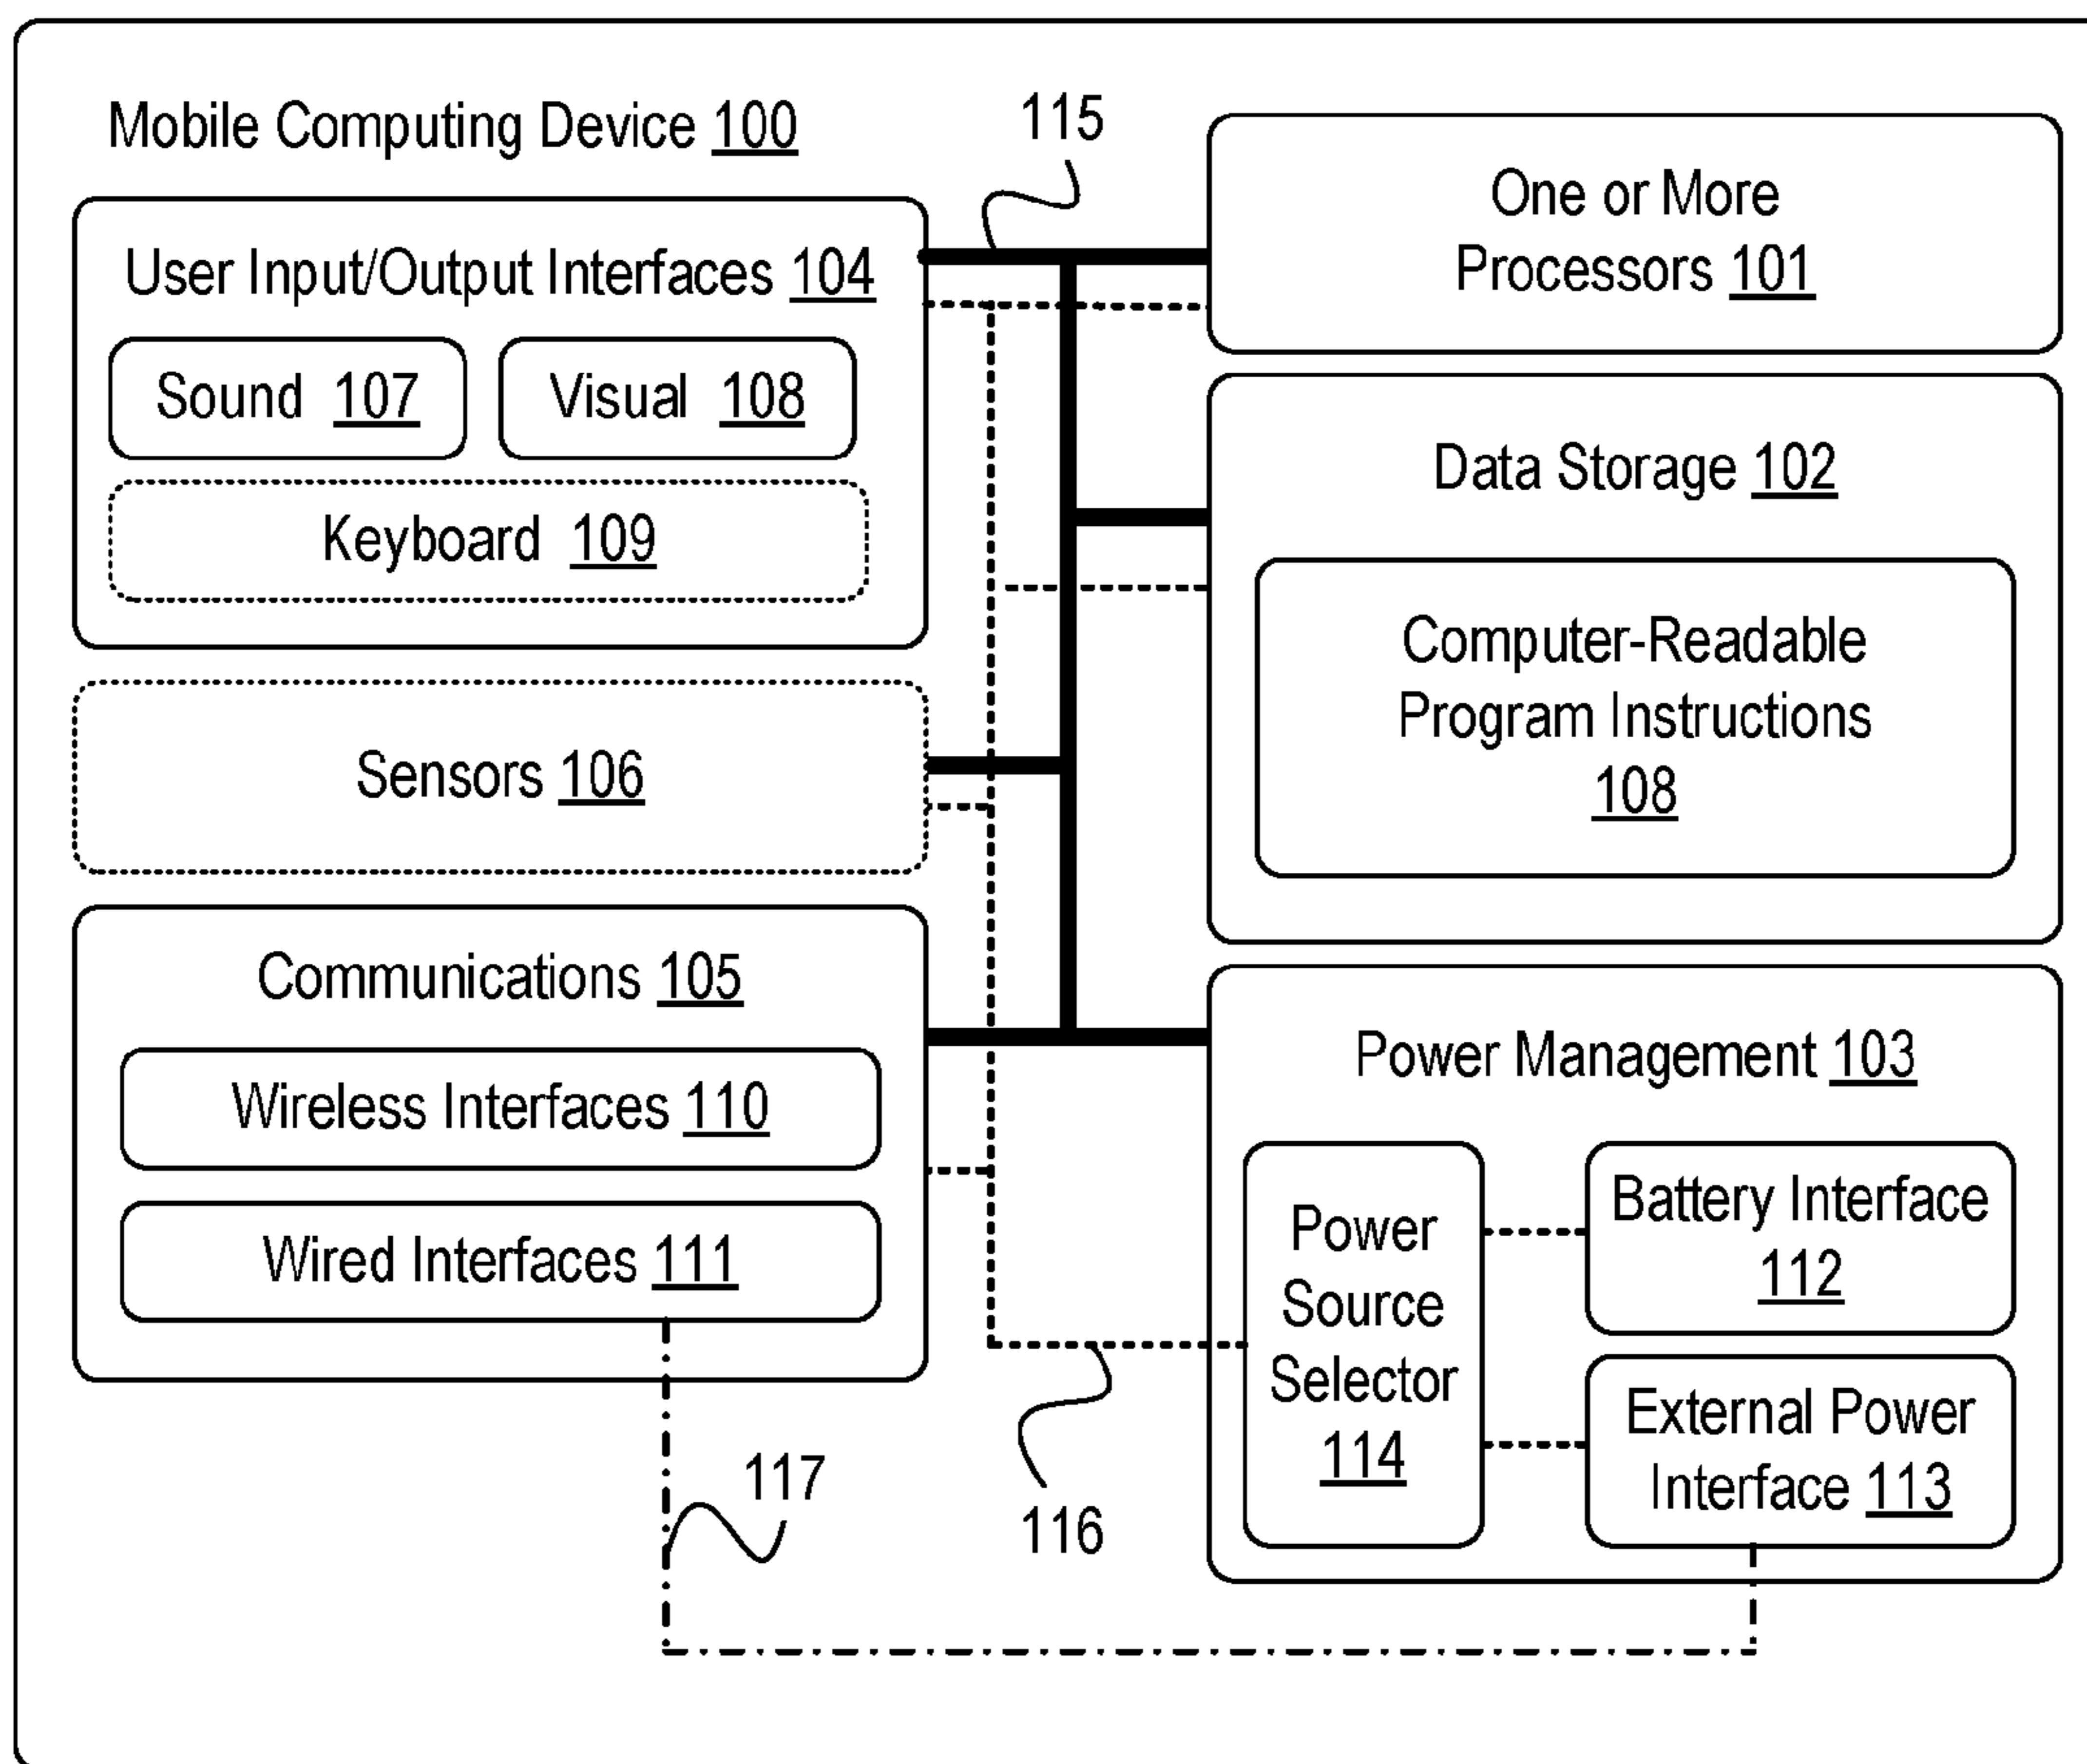 Mobile Computing Device 100
115
User Input/Output Interfaces 104
Sound 107
Visual 108
Keyboard 109
Sensors 106
Communications 105
Wireless Interfaces 110
Wired Interfaces 111
117
116
One or More
Processors 101
Data Storage 102
Computer-Readable
Program Instructions
108
Power Management 103
Power
Source
Selector
114
Battery Interface
112
External Power
Interface 113